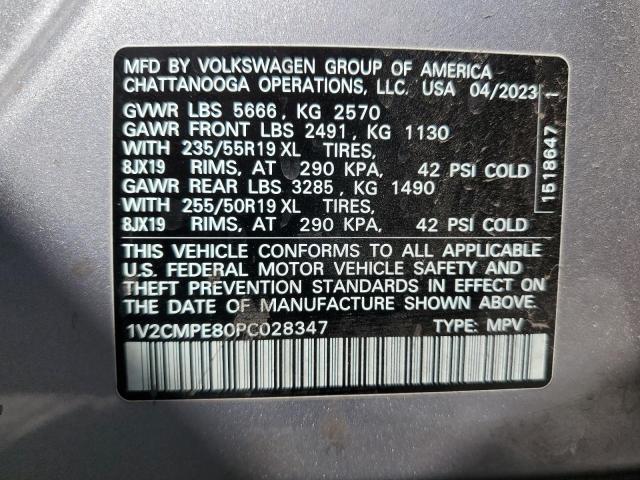 MFD BY VOLKSWAGEN GROUP OF AMERICA
CHATTANOOGA OPERATIONS, LLC. USA 04/2023
GVWR LBS 5666, KG 2570
GAWR FRONT LBS 2491, KG 1130
WITH 235/55R19 XL TIRES,
8JX19 RIMS, AT 290 KPA, 42 PSI COLD
GAWR REAR LBS 3285, KG 1490
WITH 255/50R19 XL TIRES,
8JX19 RIMS, AT 290 KPA, 42 PSI COLD
THIS VEHICLE CONFORMS TO ALL APPLICABLE
U.S. FEDERAL MOTOR VEHICLE SAFETY AND
THEFT PREVENTION STANDARDS IN EFFECT ON
THE DATE OF MANUFACTURE SHOWN ABOVE.
1V2CMPE80PC028347 TYPE: MPV
1518647 1